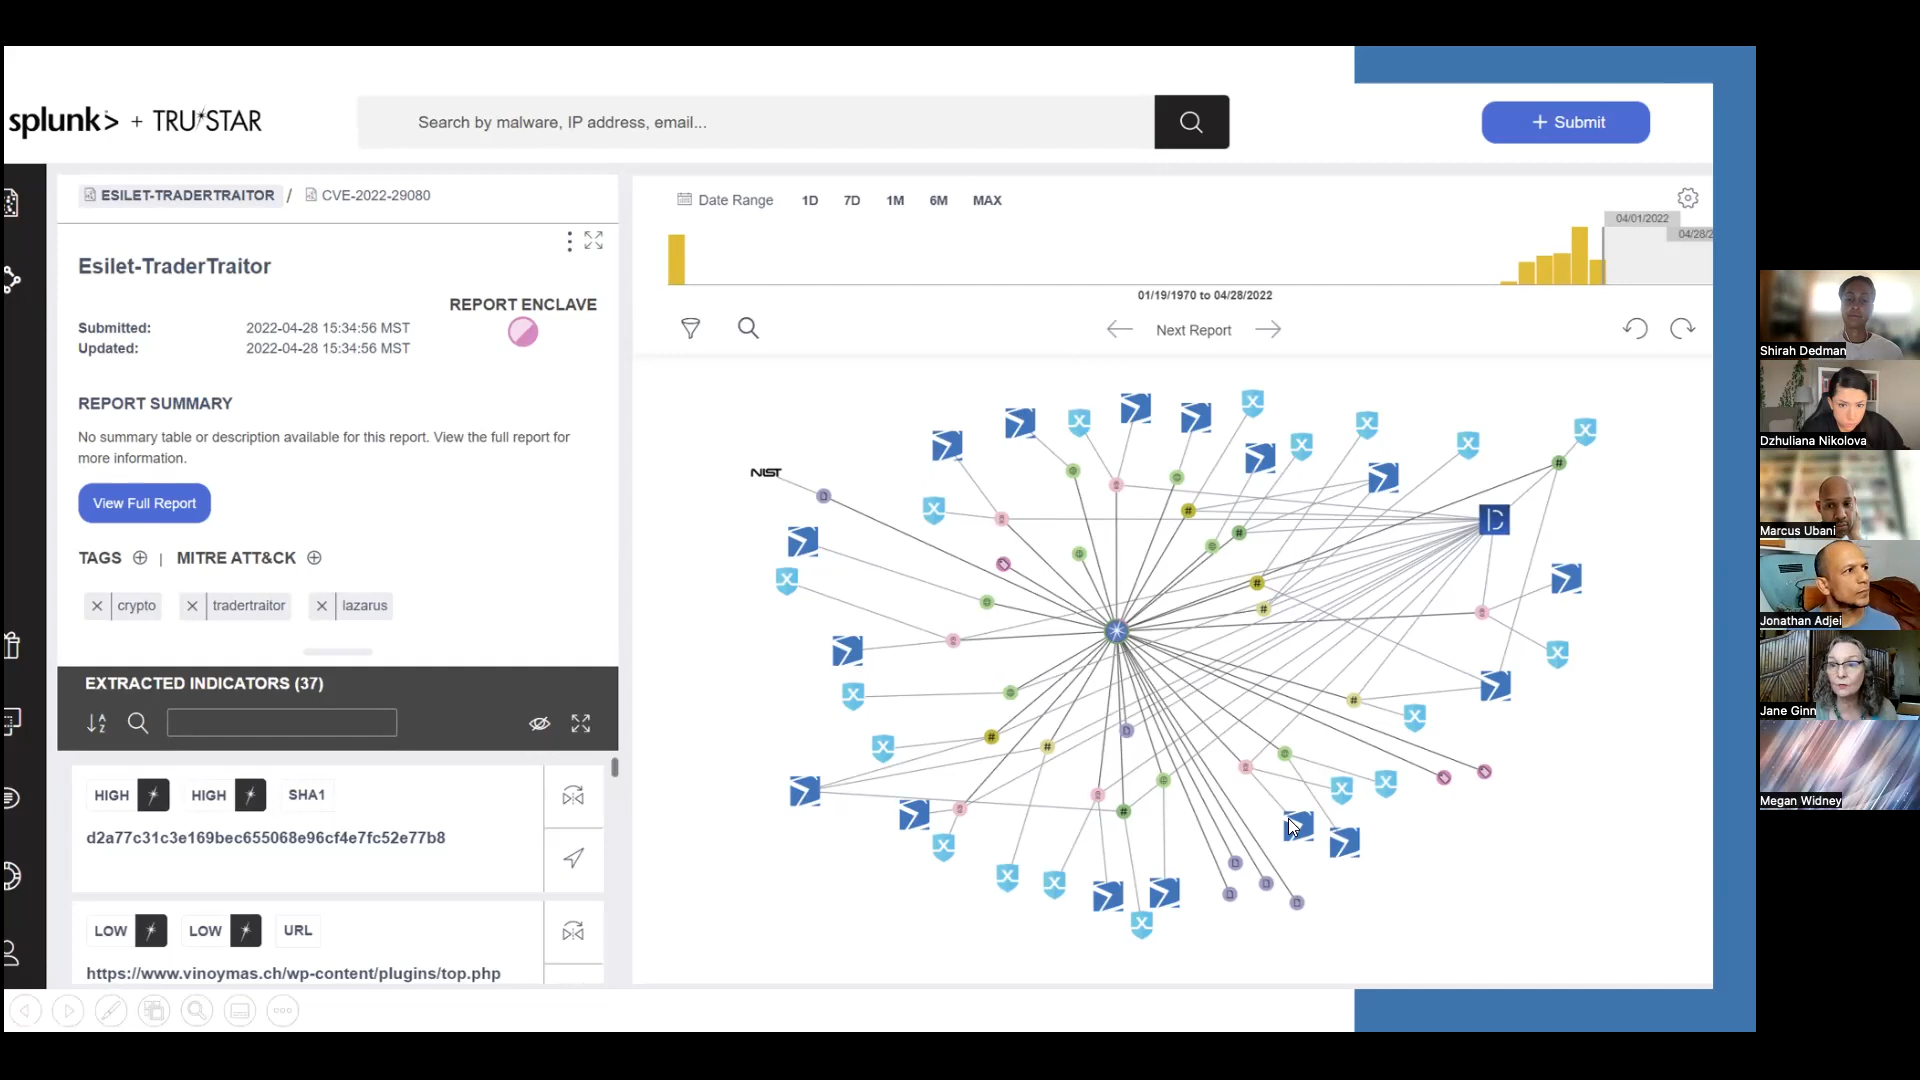 splunk> + TRUSTAR
Search by malware, IP address, email...
+ Submit
ESILET-TRADERTRAITOR / CVE-2022-29080
Esilet-TraderTraitor
REPORT ENCLAVE
Submitted: 2022-04-28 15:34:56 MST
Updated: 2022-04-28 15:34:56 MST
REPORT SUMMARY
No summary table or description available for this report. View the full report for
more information.
View Full Report
TAGS | MITRE ATT&CK
crypto tradertraitor lazarus
EXTRACTED INDICATORS (37)
HIGH HIGH SHA1
d2a77c31c3e169bec655068e96cf4e7fc52e77b8
LOW LOW URL
https://www.vinoymas.ch/wp-content/plugins/top.php
Date Range 1D 7D 1M 6M MAX
04/01/2022
04/28/2
01/19/1970 to 04/28/2022
Next Report
NIST
Shirah Dedman
Dzhuliana Nikolova
Marcus Ubani
Jonathan Adjei
Jane Ginn
Megan Widney